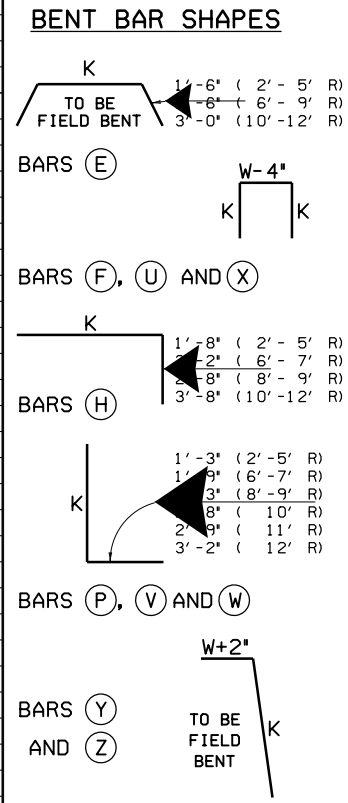 BENT BAR SHAPES
K
1'-6" ( 2'- 5' R)
TO BE
-6" ( 6'- 9' R)
FIELD BENT
3'-0" (10'-12' R)
BARS E
W-4"
K K
BARS F, U AND X
K
1'-8" ( 2'- 5' R)
-2" ( 6'- 7' R)
-8" ( 8'- 9' R)
3'-8" (10'-12' R)
BARS H
1'-3" (2'-5' R)
(6'-7' R)
K
3" (8'-9' R)
8" ( 10' R)
2'-9" ( 11' R)
3'-2" ( 12' R)
BARS P, V AND W
W+2"
BARS Y
AND Z
TO BE
FIELD
BENT
K